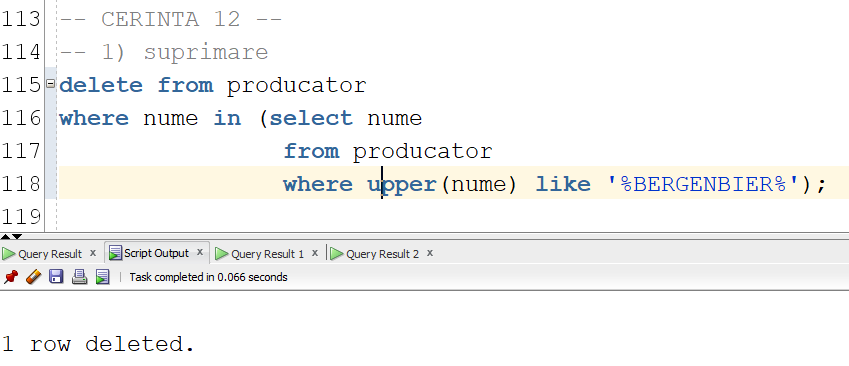 113 -- CERINTA 12 --
114 -- 1) suprimare
115 delete from producator
116 where nume in (select nume
117 from producator
118 where upper(nume) like '%BERGENBIER%');
119
Query Result x Script Output x Query Result 1 x Query Result 2 x
Task completed in 0.066 seconds
1 row deleted.